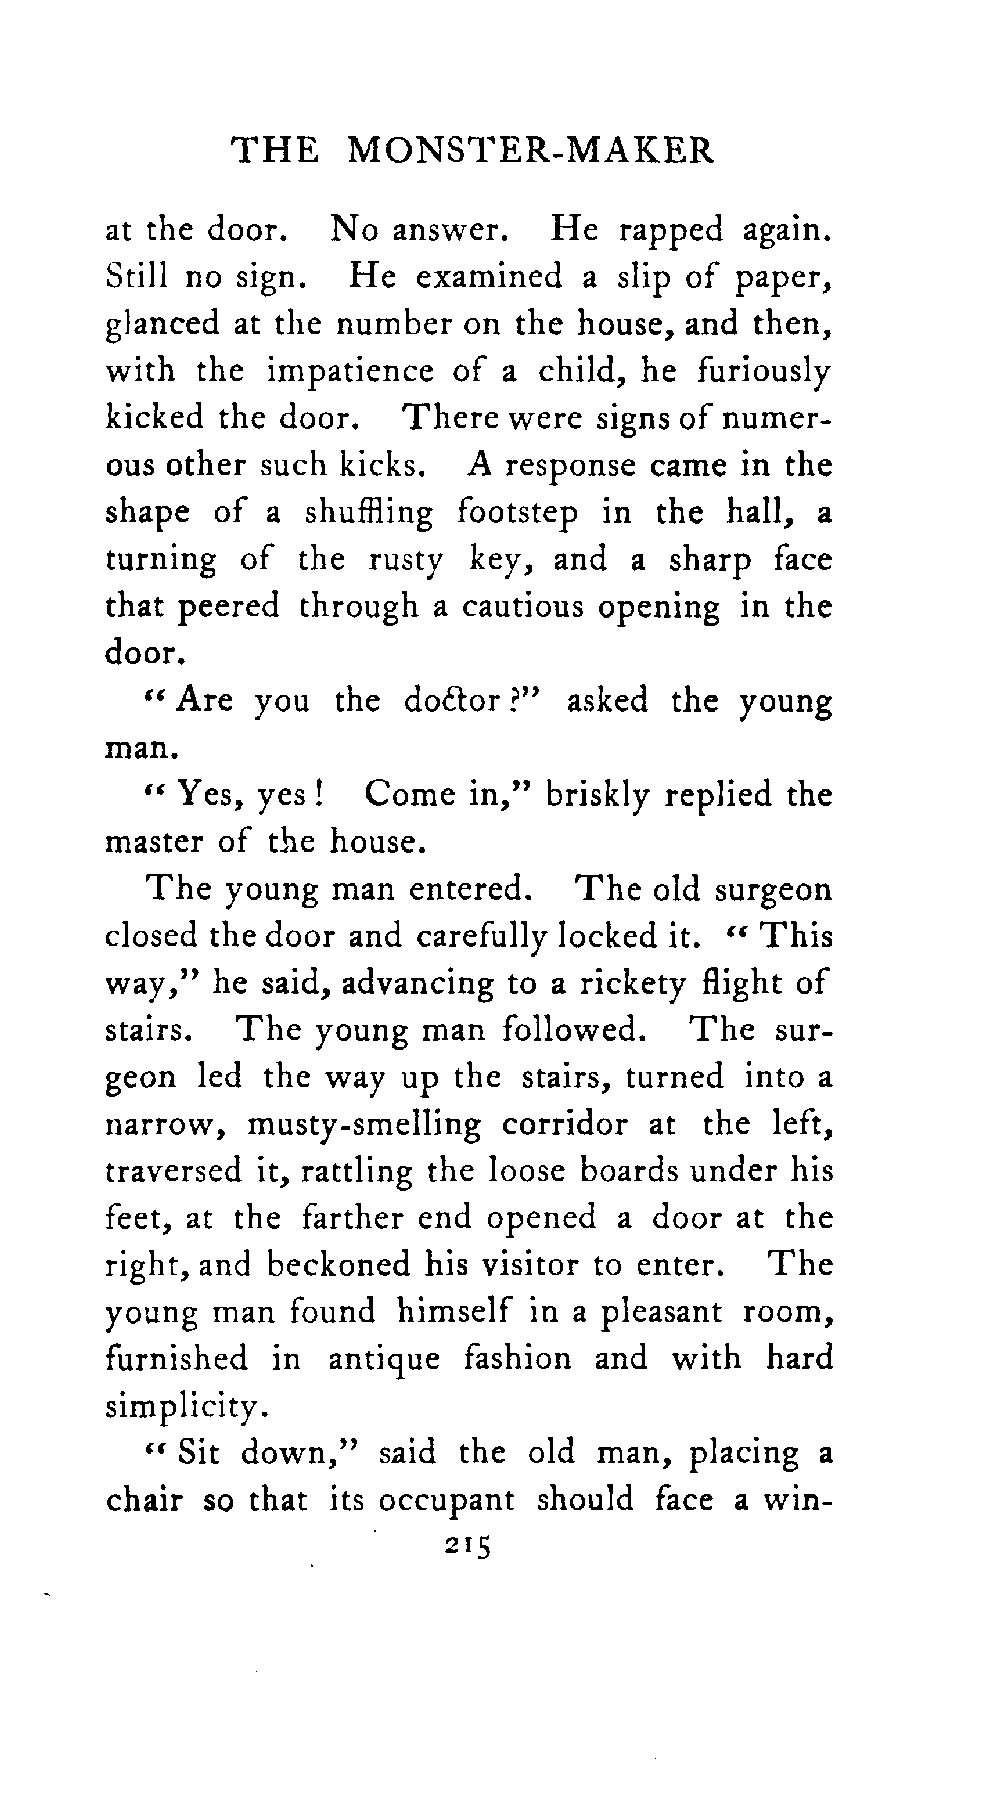 THE MONSTER-MAKER
at the door. No answer. He rapped again.
Still no sign. He examined a slip of paper,
glanced at the number on the house, and then,
with the impatience of a child, he furiously
kicked the door. There were signs of numer-
ous other such kicks. A response came in the
shape of a shuffling footstep in the hall, a
turning of the rusty key, and a sharp face
that peered through a cautious opening in the
door.
“ Are you the doctor ?” asked the young
man.
“ Yes, yes ! Come in,” briskly replied the
master of the house.
The young man entered. The old surgeon
closed the door and carefully locked it. “ This
way,” he said, advancing to a rickety flight of
stairs. The young man followed. The sur-
geon led the way up the stairs, turned into a
narrow, musty-smelling corridor at the left,
traversed it, rattling the loose boards under his
feet, at the farther end opened a door at the
right, and beckoned his visitor to enter. The
young man found himself in a pleasant room,
furnished in antique fashion and with hard
simplicity.
“ Sit down,” said the old man, placing a
chair so that its occupant should face a win-
215